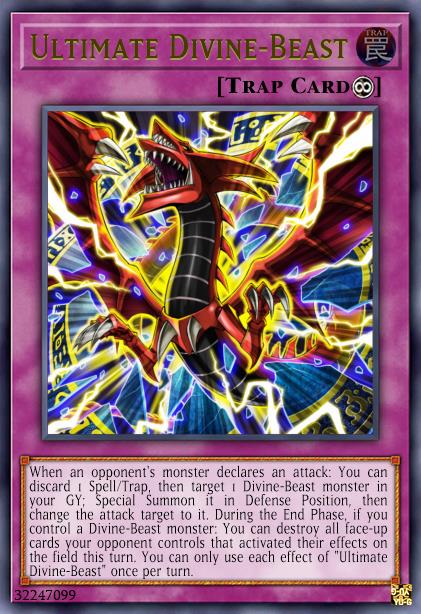 ULTIMATE DIVINE-BEAST
TRAP
罠
[TRAP CARD]
When an opponent's monster declares an attack: You can
discard 1 Spell/Trap, then target 1 Divine-Beast monster in
your GY; Special Summon it in Defense Position, then
change the attack target to it. During the End Phase, if you
control a Divine-Beast monster: You can destroy all face-up
cards your opponent controls that activated their effects on
the field this turn. You can only use each effect of "Ultimate
Divine-Beast" once per turn.
32247099